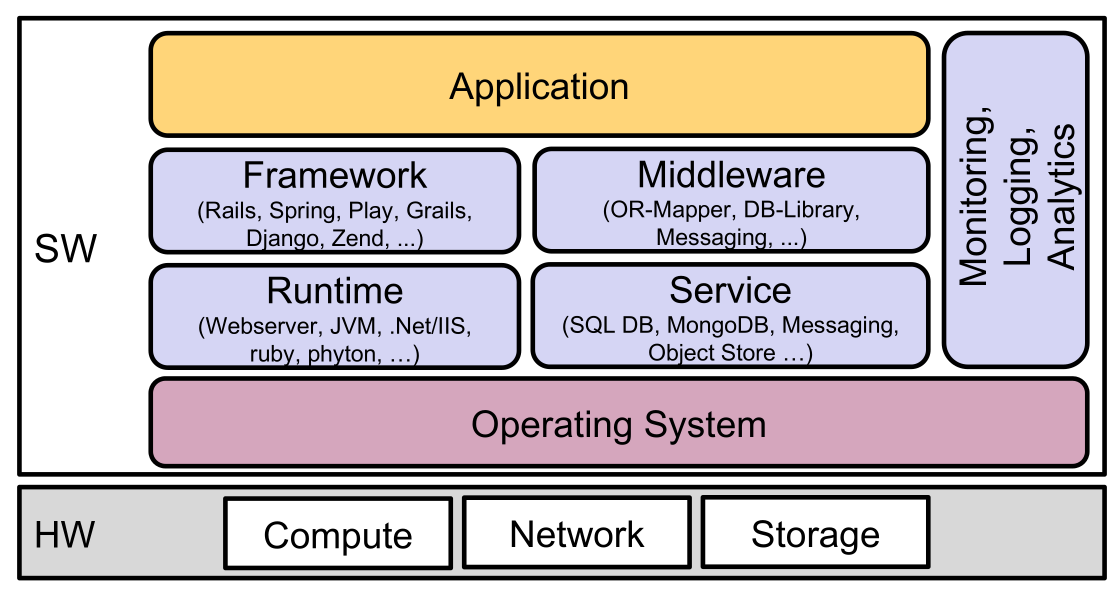 SW
Application
Framework
(Rails, Spring, Play, Grails,
Django, Zend, ...)
Middleware
(OR-Mapper, DB-Library,
Messaging, ...)
Runtime
(Webserver, JVM, .Net/IIS,
ruby, phyton, …)
Service
(SQL DB, MongoDB, Messaging,
Object Store …)
Monitoring,
Logging,
Analytics
Operating System
HW
Compute
Network
Storage